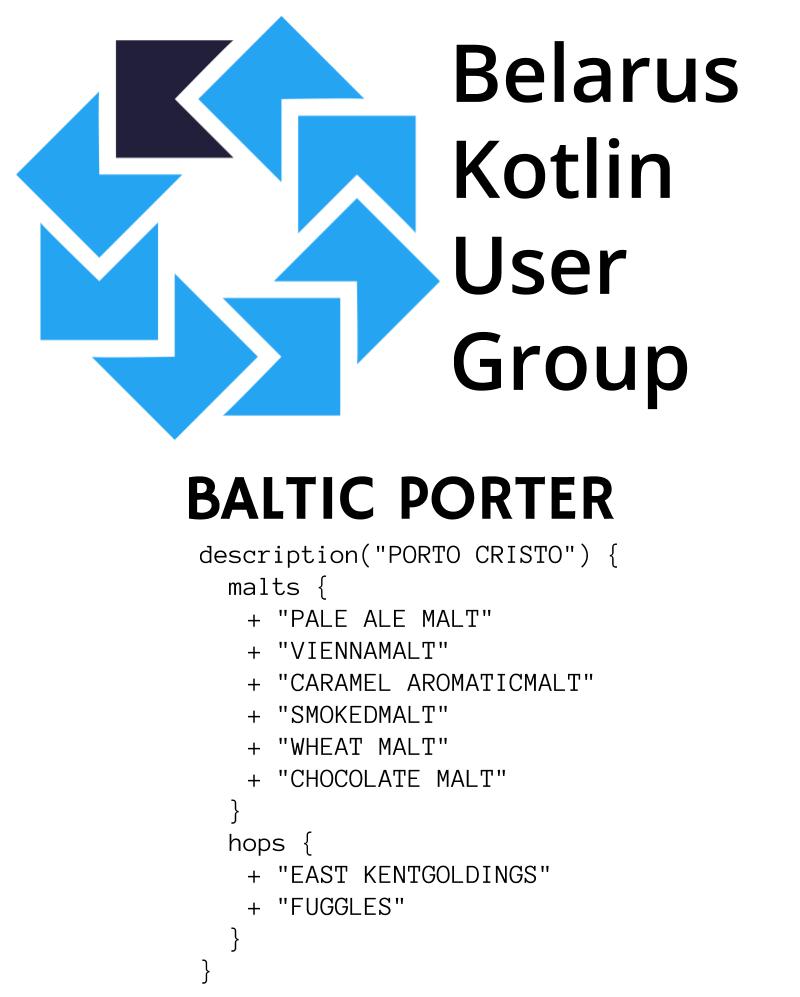 Belarus
Kotlin
User
Group
BALTIC PORTER
description("PORTO CRISTO") {
malts {
+ "PALE ALE MALT"
+ "VIENNAMALT"
+ "CARAMEL AROMATICMALT"
+ "SMOKEDMALT"
+ "WHEAT MALT"
+ "CHOCOLATE MALT"
}
hops {
+ "EAST KENTGOLDINGS"
+ "FUGGLES"
}
}